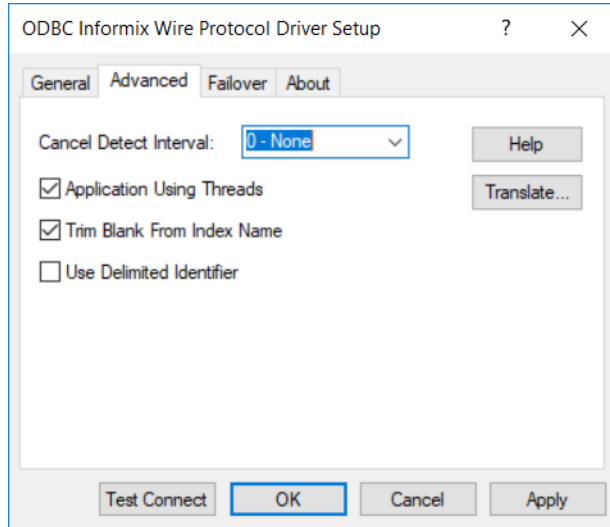 ODBC Informix Wire Protocol Driver Setup ?
General Advanced Failover About
Cancel Detect Interval: 0 - None Help
Application Using Threads Translate...
Trim Blank From Index Name
Use Delimited Identifier
Test Connect OK Cancel Apply